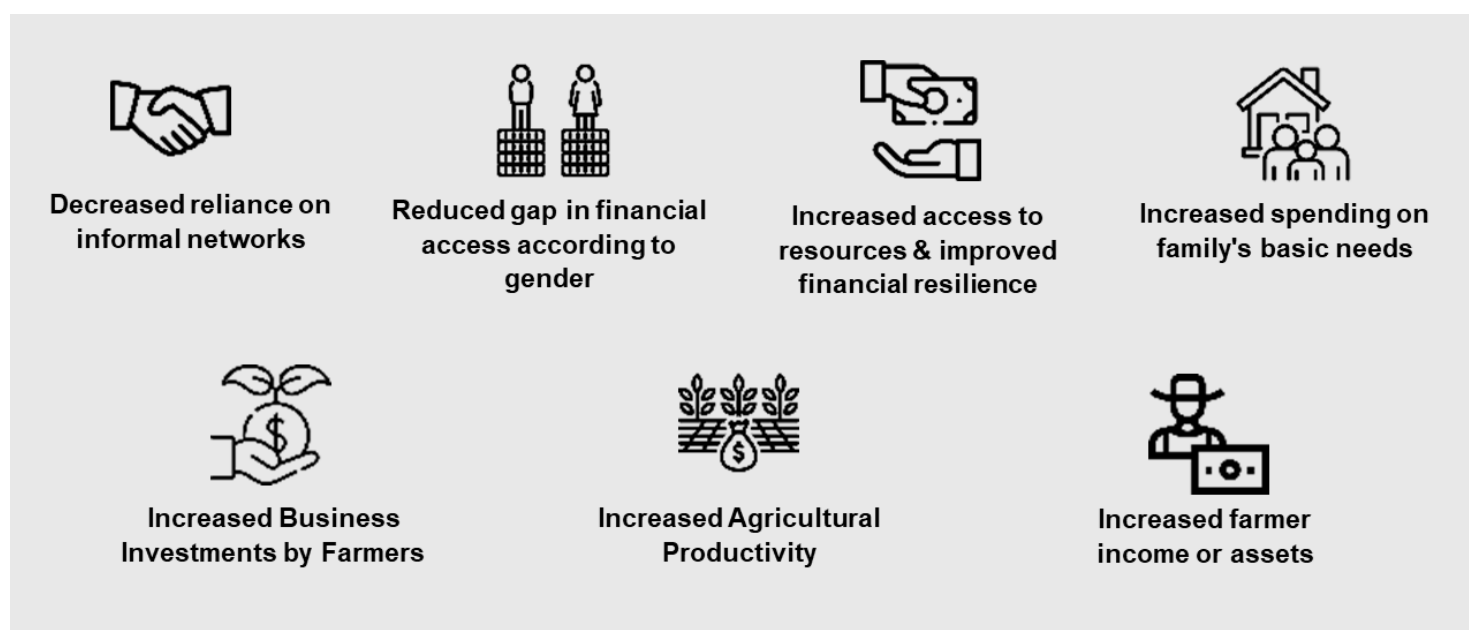 Decreased reliance on
informal networks
Reduced gap in financial
access according to
gender
Increased access to
resources & improved
financial resilience
Increased spending on
family's basic needs
Increased Business
Investments by Farmers
Increased Agricultural
Productivity
Increased farmer
income or assets